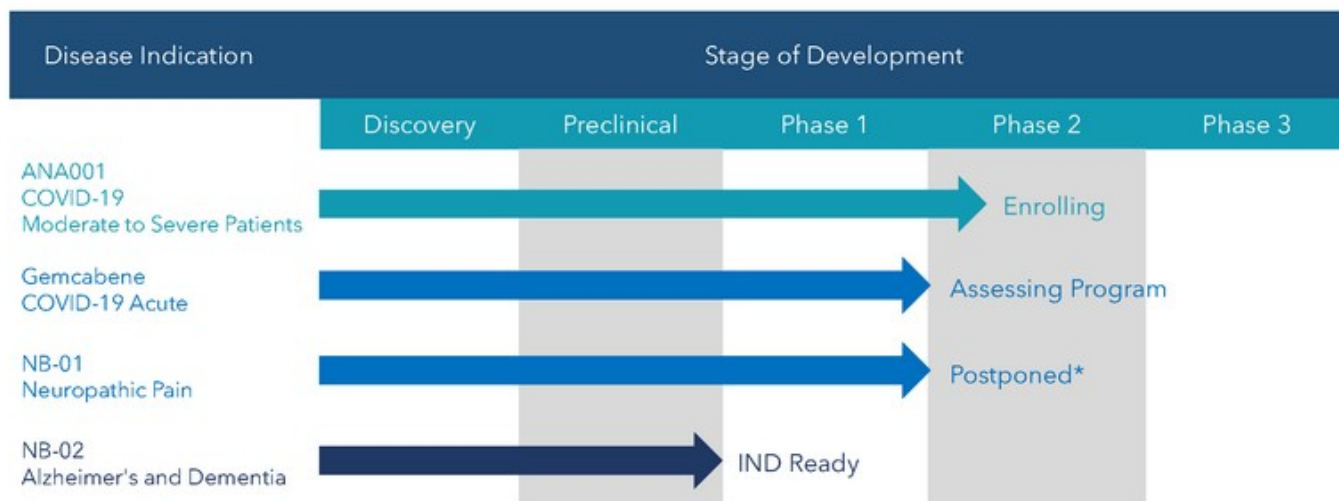 Disease Indication
Stage of Development
Discovery
Preclinical
Phase 1
Phase 2
Phase 3
ANA001
COVID-19
Moderate to Severe Patients
Enrolling
Gemcabene
COVID-19 Acute
Assessing Program
NB-01
Neuropathic Pain
Postponed*
NB-02
Alzheimer's and Dementia
IND Ready